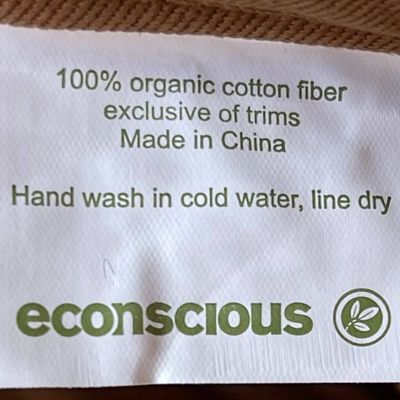 100% organic cotton fiber
exclusive of trims
Made in China
Hand wash in cold water, line dry
econscious